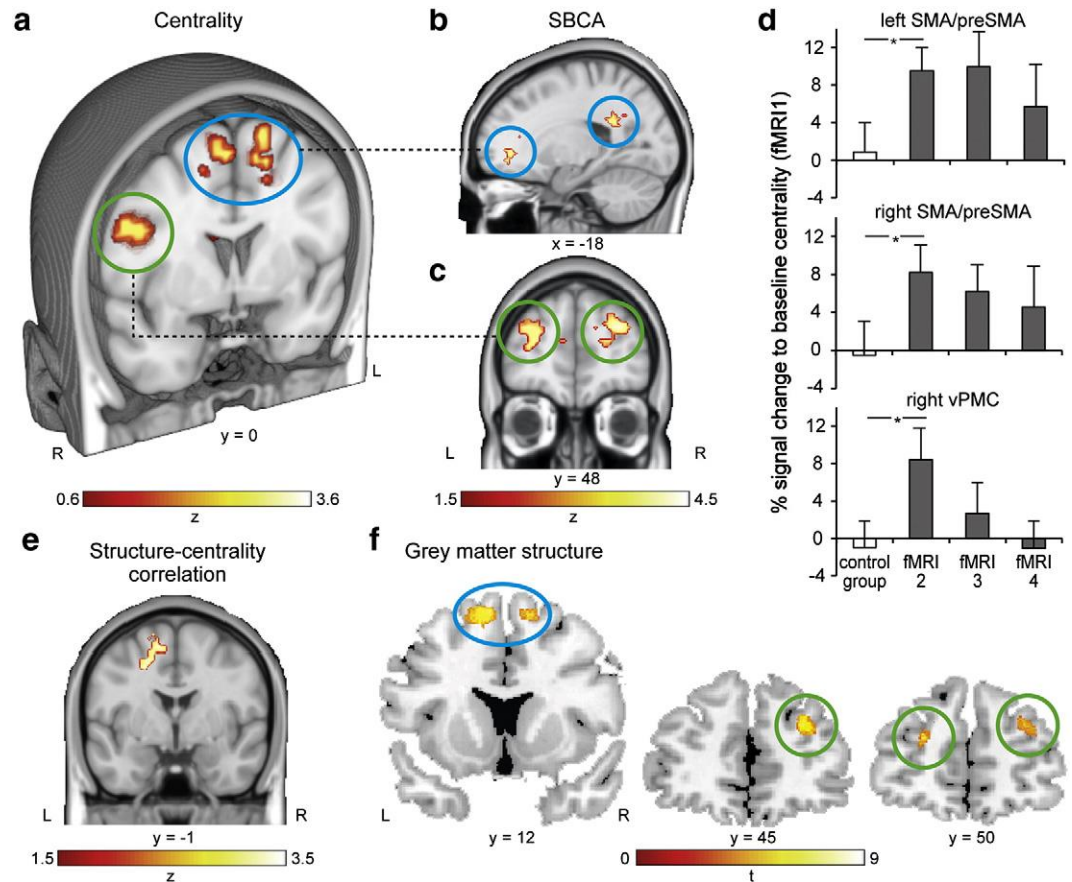 a
Centrality
L
R
y = 0
0.6
3.6
z
b
SBCA
x = -18
c
L
R
y = 48
1.5
4.5
z
d
% signal change to baseline centrality (fMRI1)
left SMA/preSMA
*
12
8
4
0
-4
right SMA/preSMA
*
12
8
4
0
-4
right vPMC
*
12
8
4
0
-4
control
group
fMRI
2
fMRI
3
fMRI
4
e
Structure-centrality
correlation
L
R
y = -1
1.5
3.5
z
f
Grey matter structure
L
R
y = 12
y = 45
y = 50
0
9
t